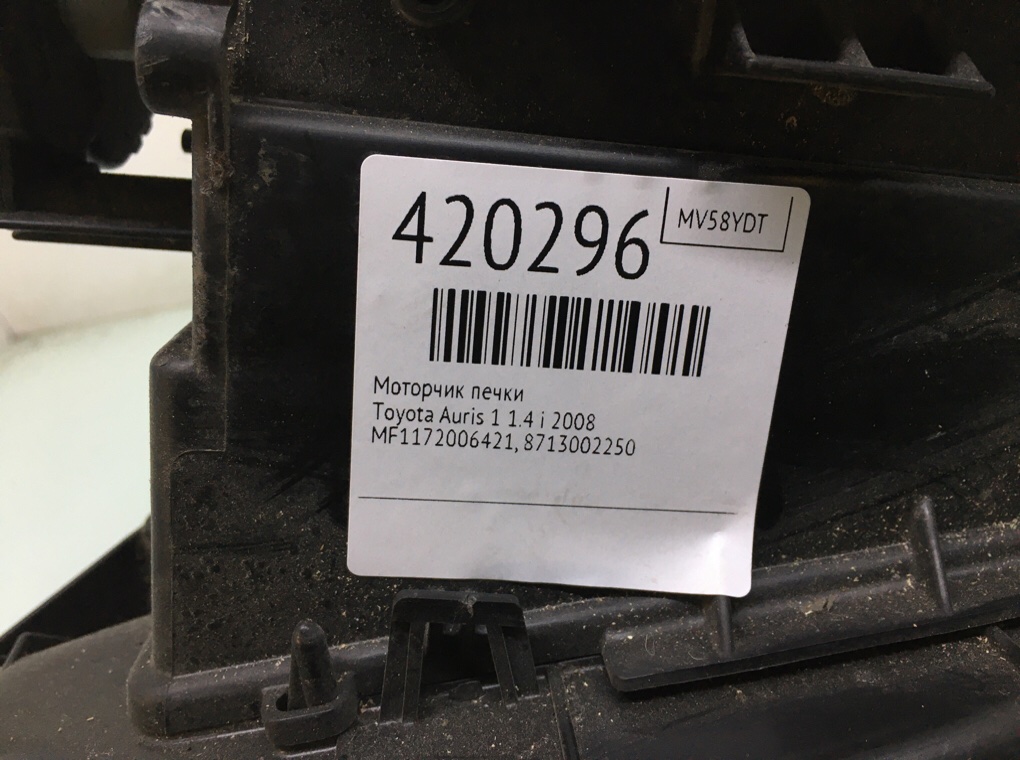 420296
MV58YDT
Моторчик печки
Toyota Auris 1 1.4 i 2008
MF1172006421, 8713002250